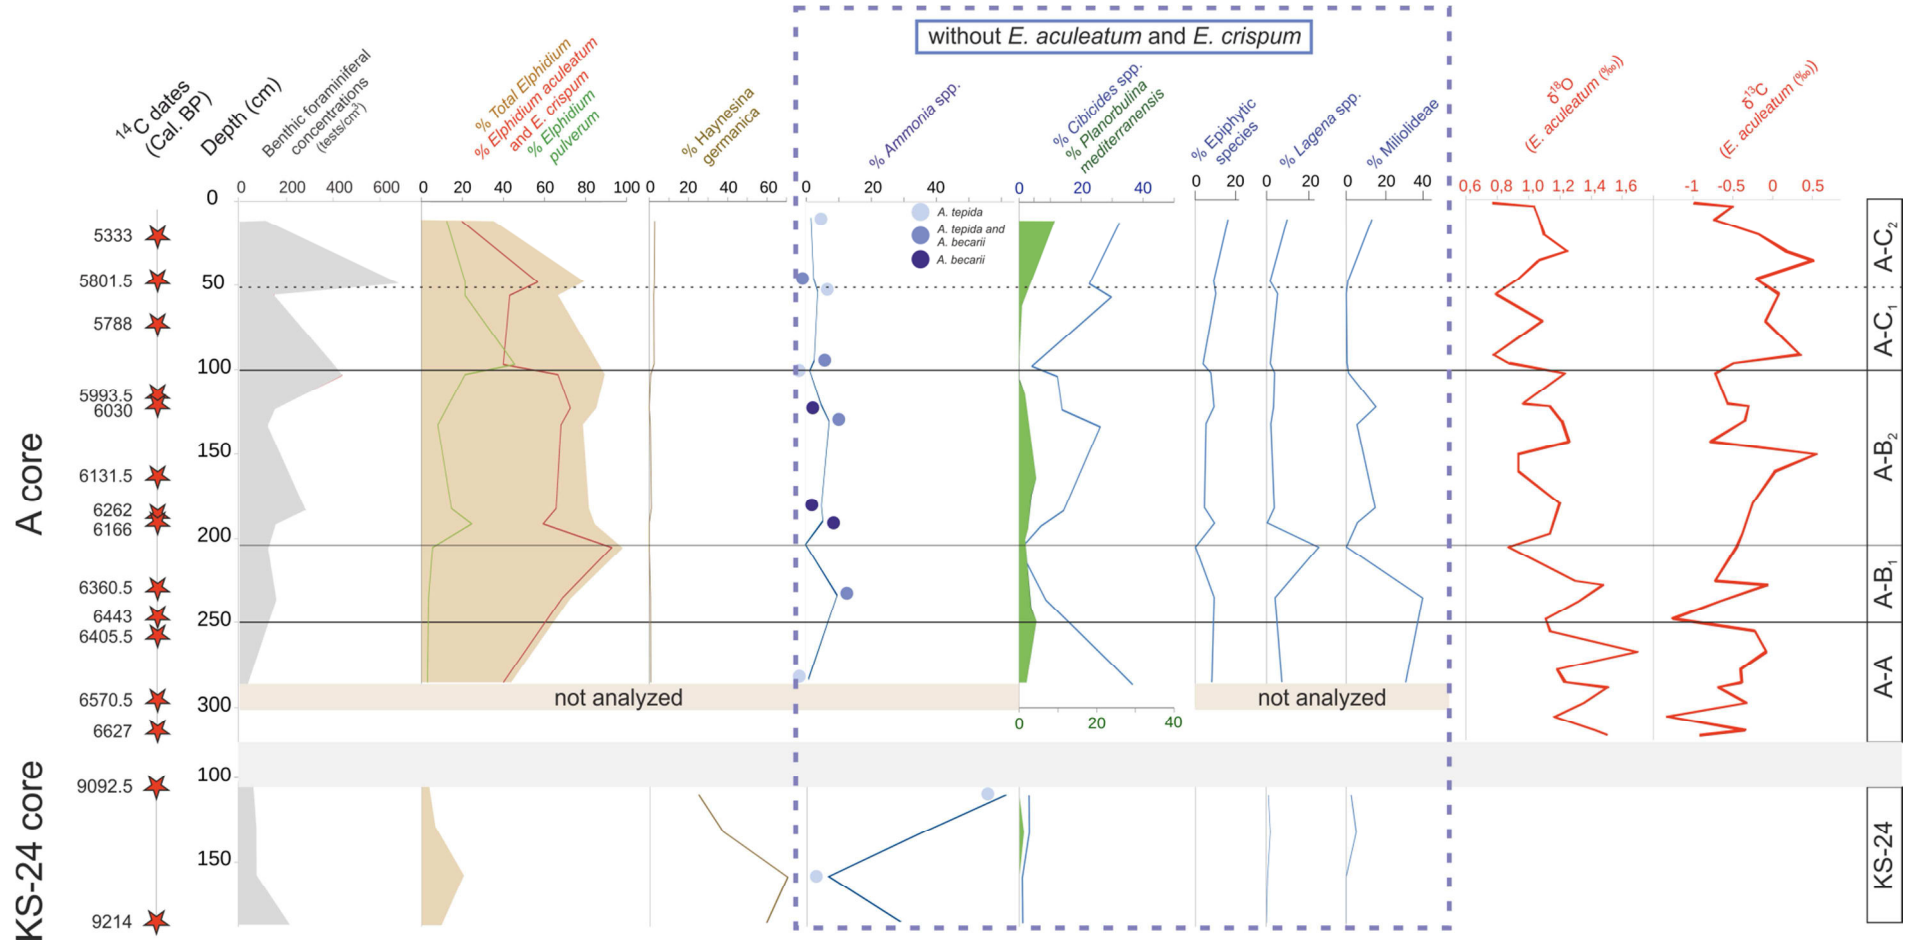 without E. aculeatum and E. crispum
14C dates
(Cal. BP)
Depth (cm)
Benthic foraminiferal
concentrations
(tests/cm³)
% Total Elphidium
% Elphidium aculeatum
and E. crispum
% Elphidium
pulverum
% Haynesina
germanica
% Ammonia spp.
% Cibicides spp.
% Planorbulina
mediterranensis
% Epiphytic
species
% Lagena spp.
% Miliolideae
δ18O
(E. aculeatum (‰))
δ13C
(E. aculeatum (‰))
0 200 400 600
0 20 40 60 80 100
0 20 40 60
0 20 40
0 20 40
0 20
0 20
0 20 40
0,6 0,8 1,0 1,2 1,4 1,6
-1 -0.5 0 0.5
A. tepida
A. tepida and
A. becarii
A. becarii
A core
5333
5801.5
5788
5993.5
6030
6131.5
6262
6166
6360.5
6443
6405.5
6570.5
6627
0
50
100
150
200
250
300
not analyzed
not analyzed
0 20 40
A-C2
A-C1
A-B2
A-B1
A-A
KS-24 core
9092.5
9214
100
150
KS-24